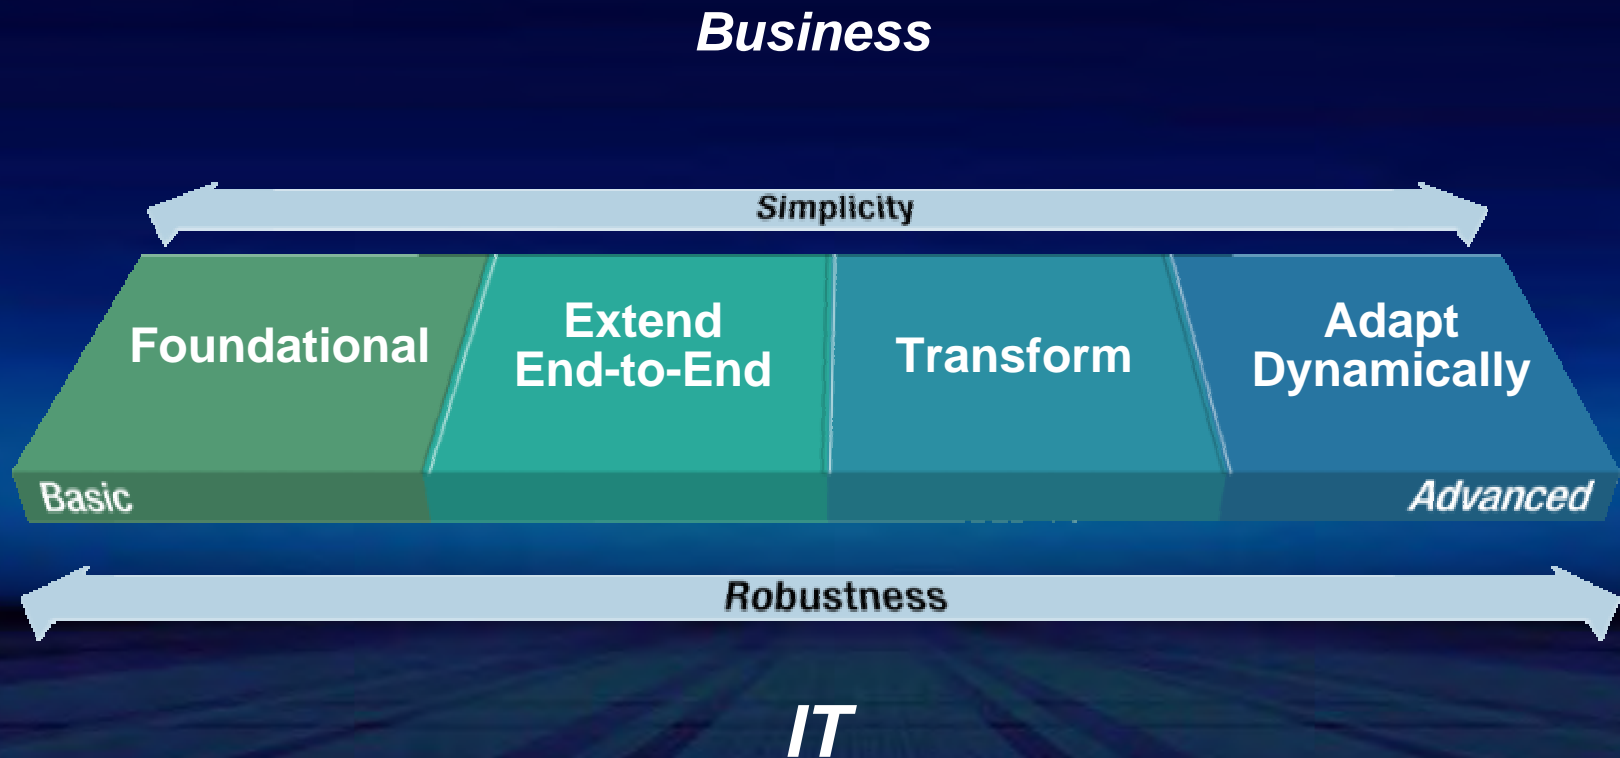 Business
Simplicity
Foundational
Extend
End-to-End
Transform
Adapt
Dynamically
Basic
Advanced
Robustness
IT